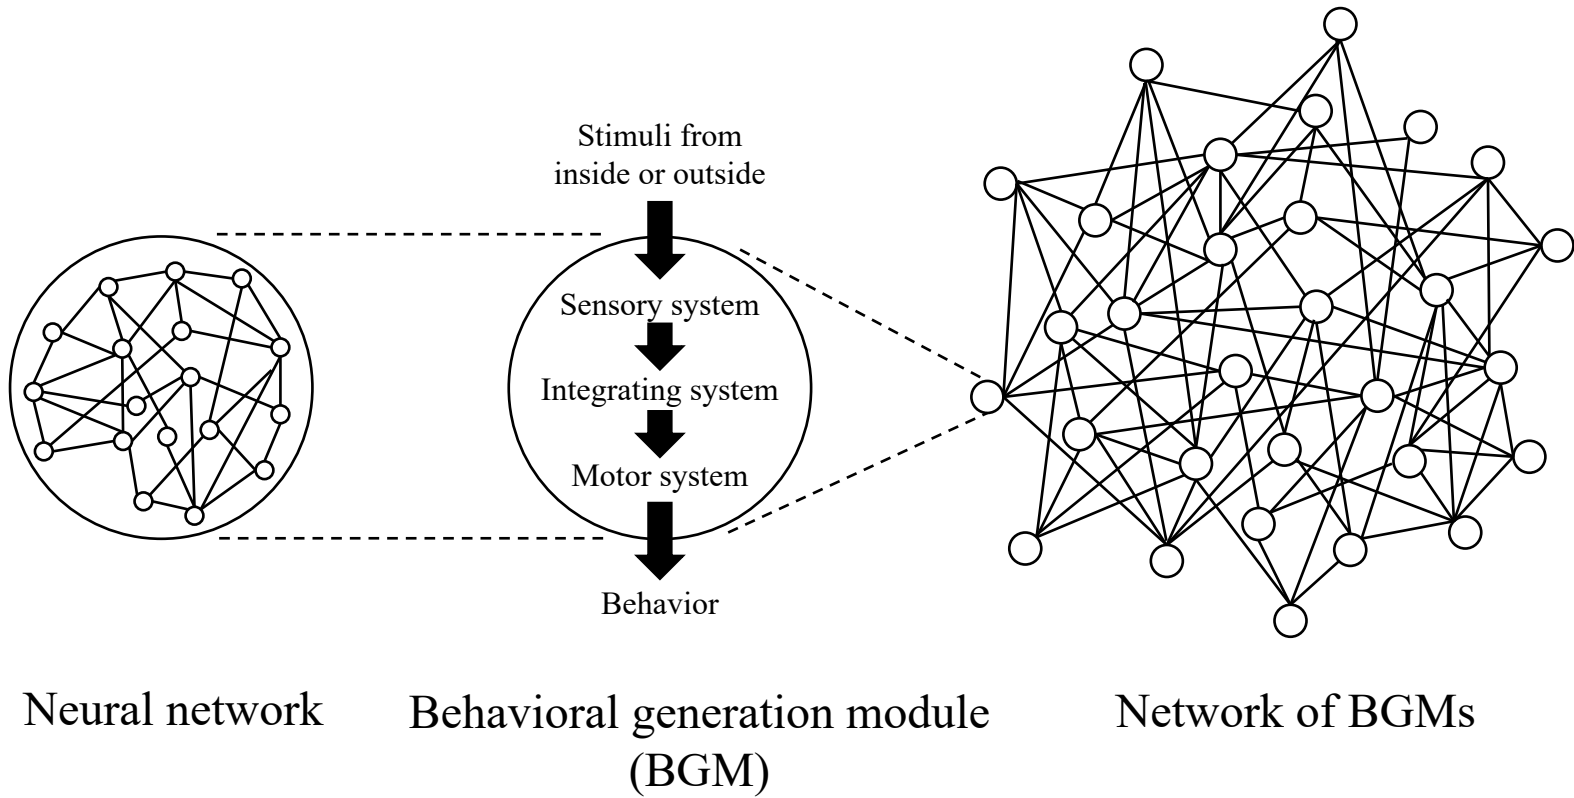 Stimuli from
inside or outside
Sensory system
Integrating system
Motor system
Behavior
Neural network
Behavioral generation module
(BGM)
Network of BGMs